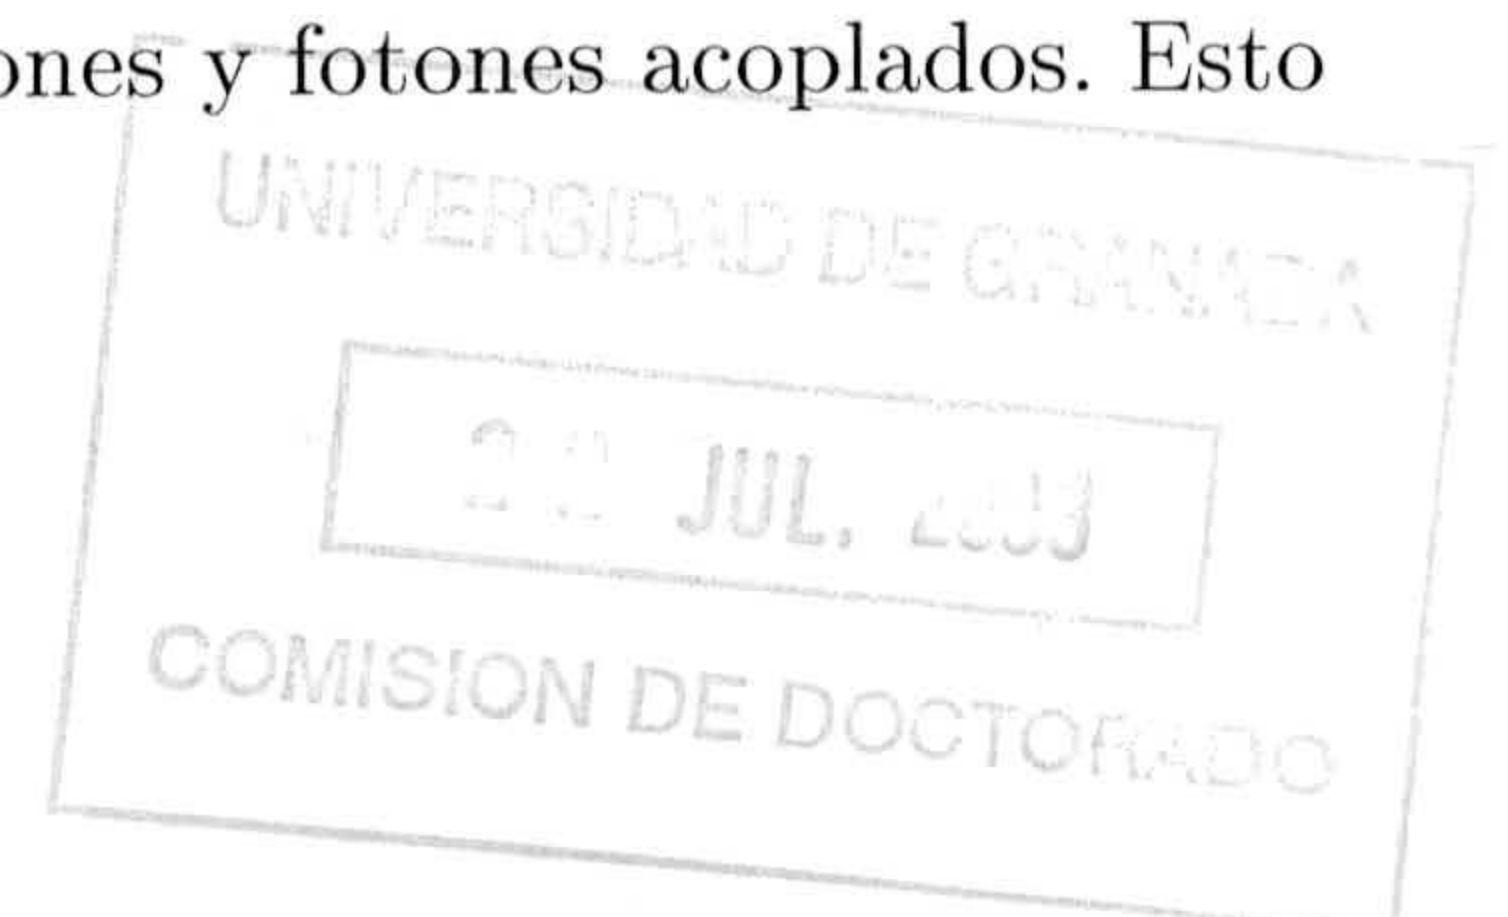 ones y fotones acoplados. Esto
UNIVERSIDAD DE GRANADA
JUL.
COMISION DE DOCTORADO